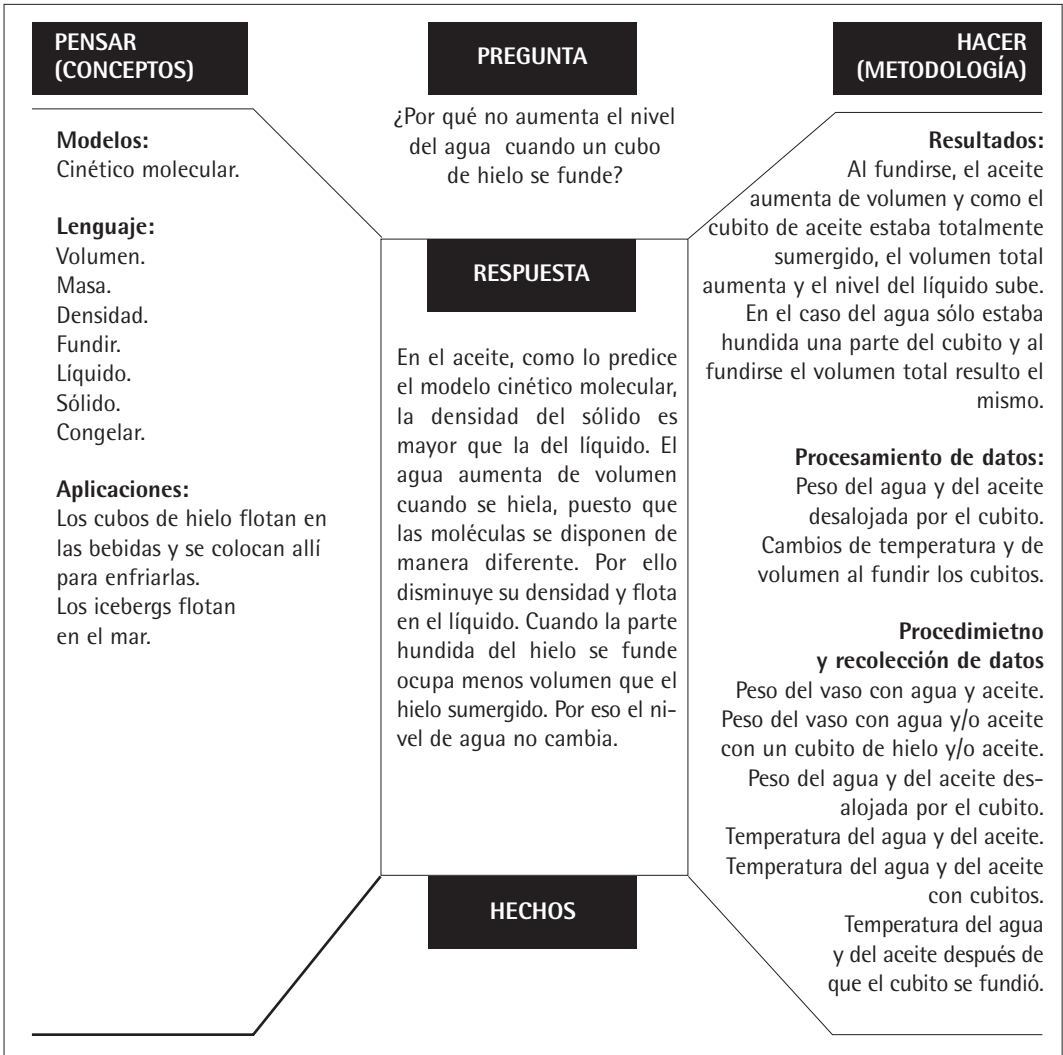 PENSAR
(CONCEPTOS)
Modelos:
Cinético molecular.
Lenguaje:
Volumen.
Masa.
Densidad.
Fundir.
Líquido.
Sólido.
Congelar.
Aplicaciones:
Los cubos de hielo flotan en
las bebidas y se colocan allí
para enfriarlas.
Los icebergs flotan
en el mar.
PREGUNTA
¿Por qué no aumenta el nivel
del agua cuando un cubo
de hielo se funde?
RESPUESTA
En el aceite, como lo predice
el modelo cinético molecular,
la densidad del sólido es
mayor que la del líquido. El
agua aumenta de volumen
cuando se hiela, puesto que
las moléculas se disponen de
manera diferente. Por ello
disminuye su densidad y flota
en el líquido. Cuando la parte
hundida del hielo se funde
ocupa menos volumen que el
hielo sumergido. Por eso el ni-
vel de agua no cambia.
HECHOS
HACER
(METODOLOGÍA)
Resultados:
Al fundirse, el aceite
aumenta de volumen y como el
cubito de aceite estaba totalmente
sumergido, el volumen total
aumenta y el nivel del líquido sube.
En el caso del agua sólo estaba
hundida una parte del cubito y al
fundirse el volumen total resulto el
mismo.
Procesamiento de datos:
Peso del agua y del aceite
desalojada por el cubito.
Cambios de temperatura y de
volumen al fundir los cubitos.
Procedimietno
y recolección de datos
Peso del vaso con agua y aceite.
Peso del vaso con agua y/o aceite
con un cubito de hielo y/o aceite.
Peso del agua y del aceite des-
alojada por el cubito.
Temperatura del agua y del aceite.
Temperatura del agua y del aceite
con cubitos.
Temperatura del agua
y del aceite después de
que el cubito se fundió.